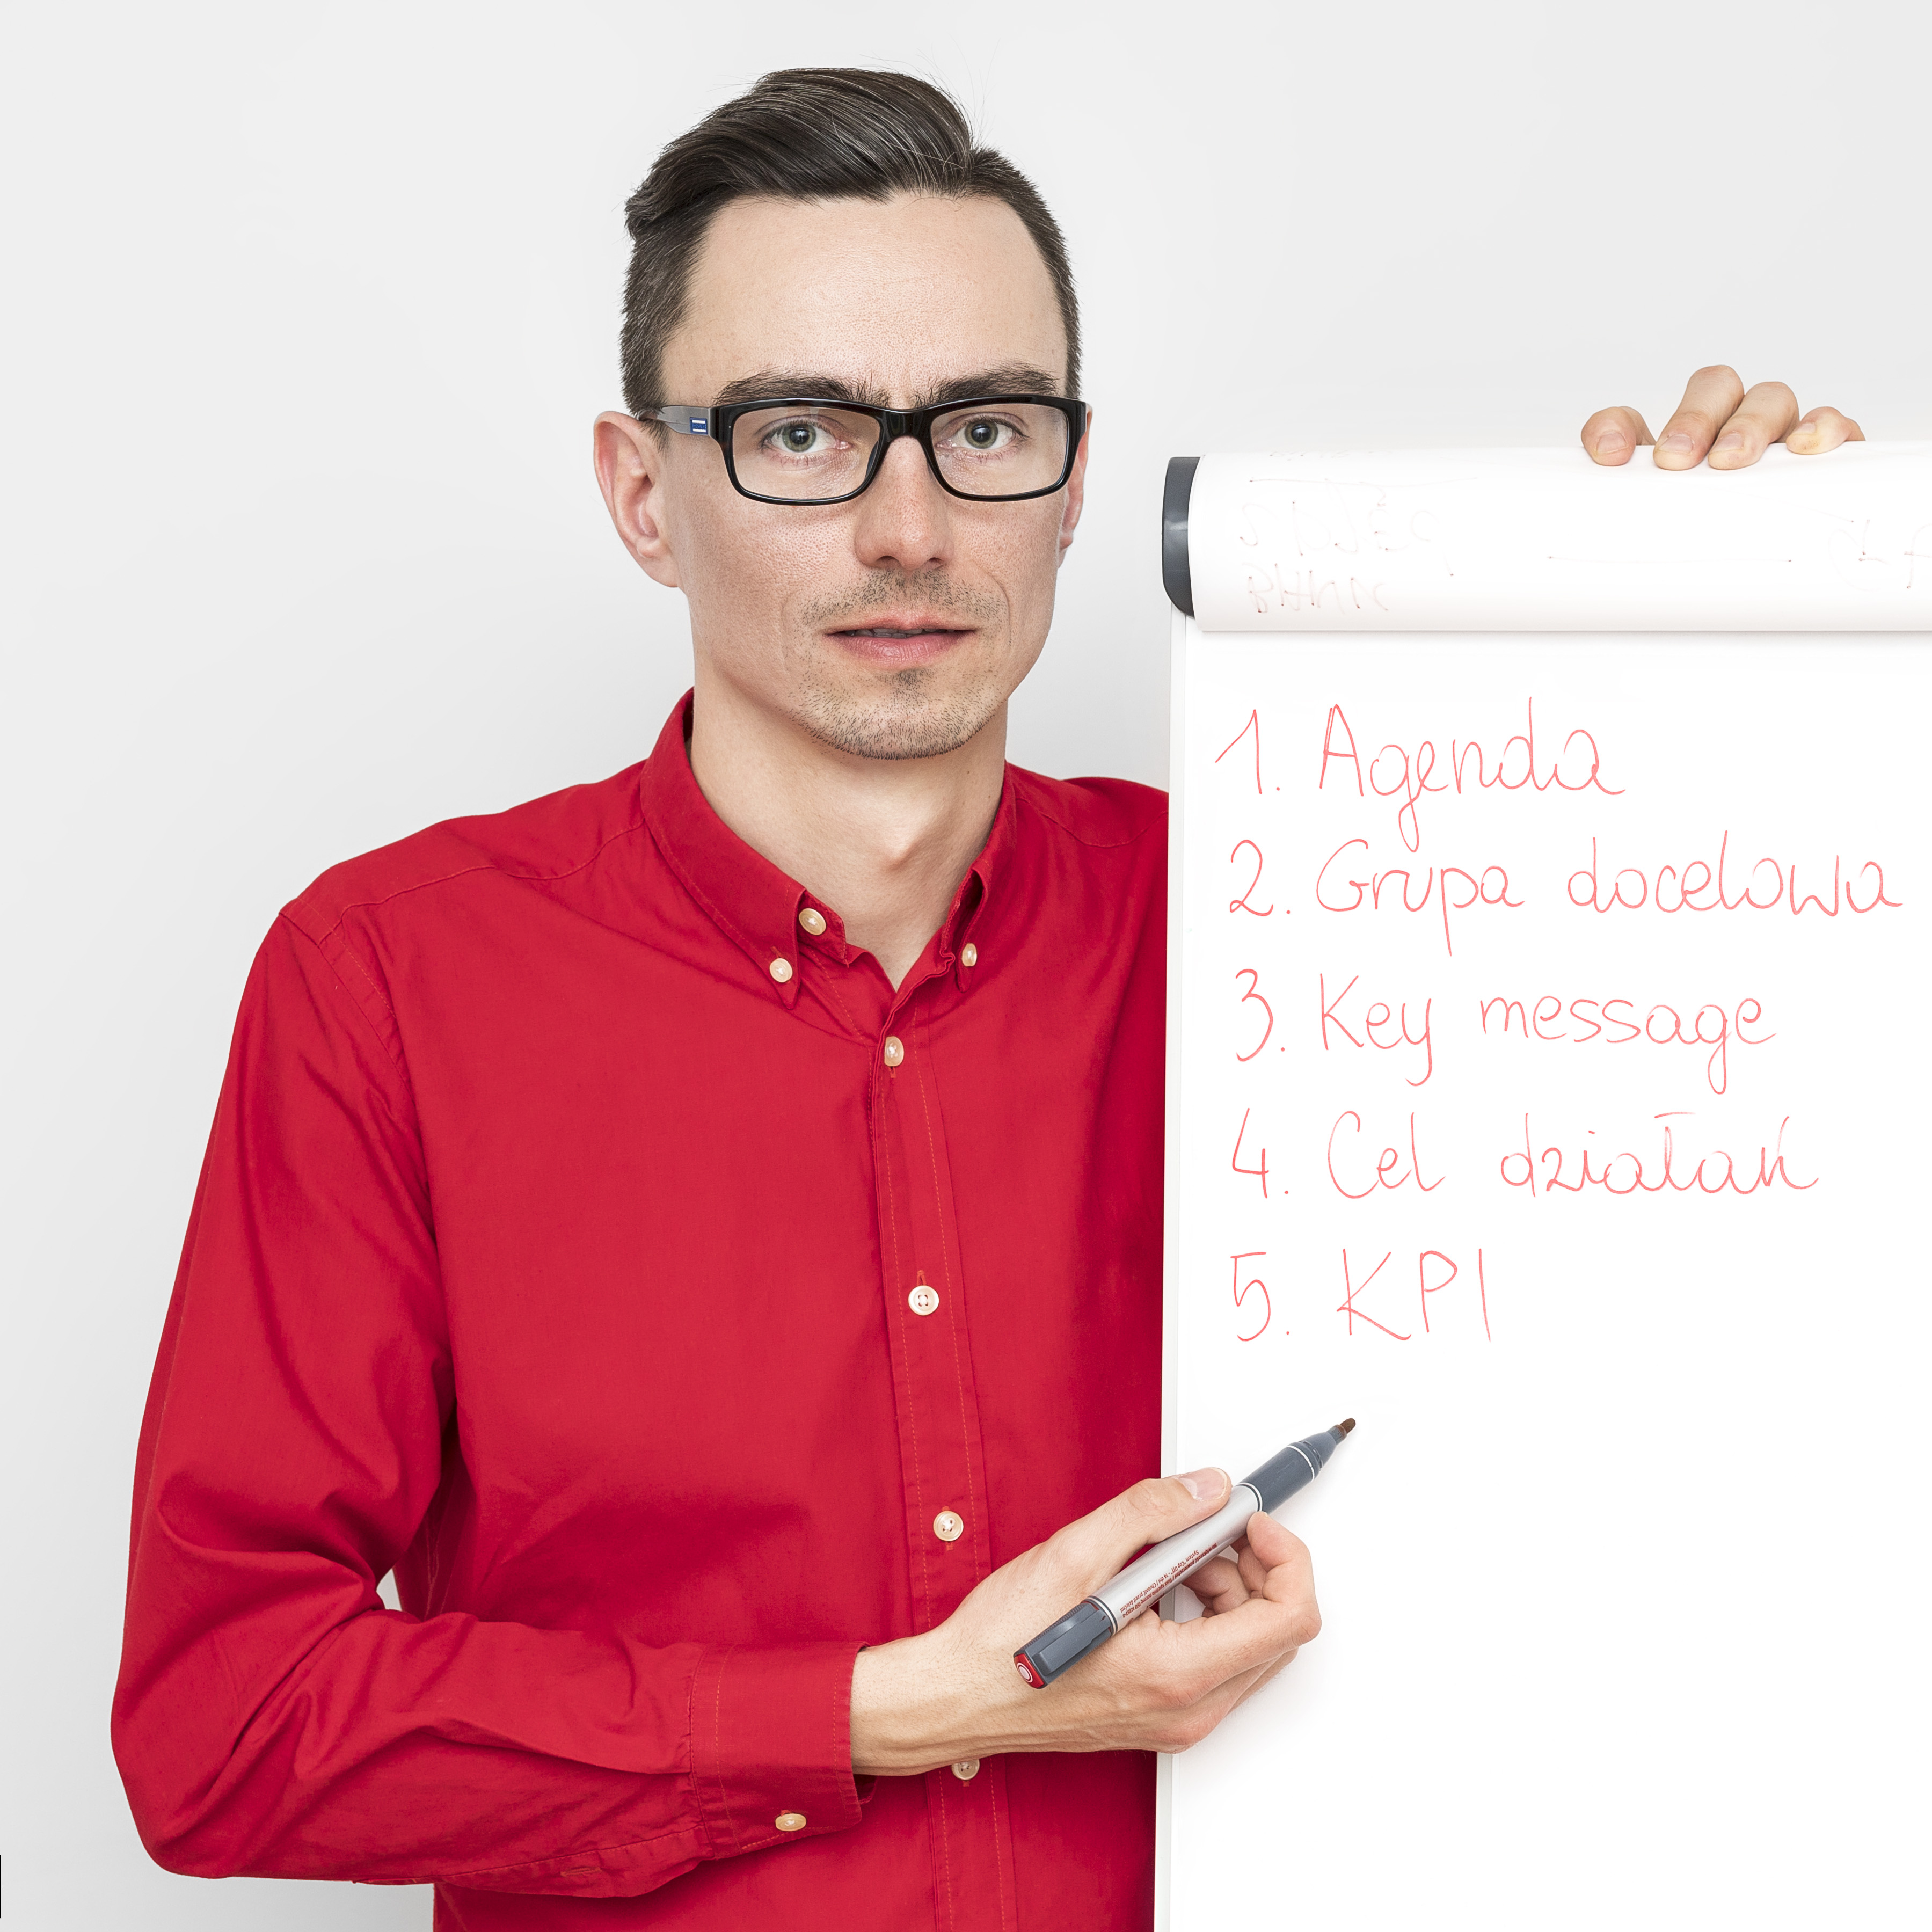 1. Agenda
2. Grupa docelowa
3. Key message
4. Cel działań
5. KPI